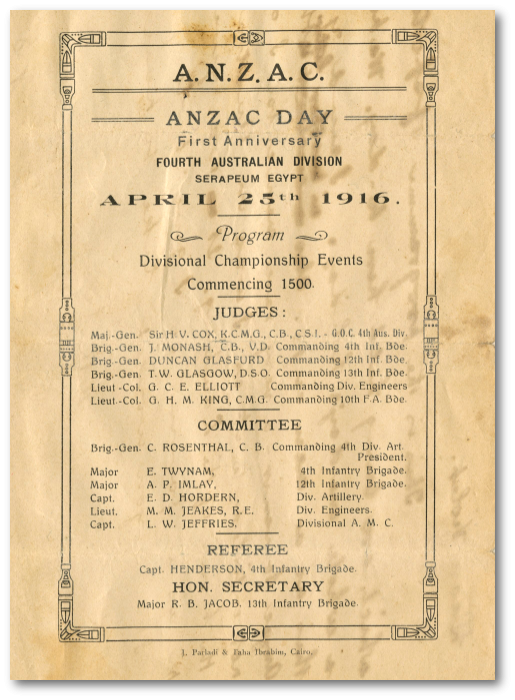 A.N.Z.A.C.
ANZAC DAY
First Anniversary
FOURTH AUSTRALIAN DIVISION
SERAPEUM EGYPT
APRIL 25th 1916.
Program
Divisional Championship Events
Commencing 1500.
JUDGES :
Maj.-Gen. Sir H. V. COX, K.C.M.G., C.B., C.S.I. - G.O.C. 4th Aus. Div.
Brig-Gen. J. MONASH, C.B., V.D. Commanding 4th Inf. Bde.
Brig-Gen. DUNCAN GLASFURD Commanding 12th Inf. Bde.
Brig-Gen. T. W. GLASGOW, D.S.O. Commanding 13th Inf. Bde.
Lieut-Col. G. C. E. ELLIOTT Commanding Div. Engineers
Lieut.-Col. G. H. M. KING, C.M.G. Commanding 10th F.A. Bde.
COMMITTEE
Brig.-Gen. C. ROSENTHAL, C. B. Commanding 4th Div. Art.
President.
Major E. TWYNAM, 4th Infantry Brigade.
Major A. P. IMLAY, 12th Infantry Brigade.
Capt. E. D. HORDERN, Div. Artillery.
Lieut. M. M. JEAKES, R.E. Div. Engineers.
Capt. L. W. JEFFRIES. Divisional A. M. C.
REFEREE
Capt. HENDERSON, 4th Infantry Brigade.
HON. SECRETARY
Major R. B. JACOB. 13th Infantry Brigade.
& Taha Ibrahim, Cairo.